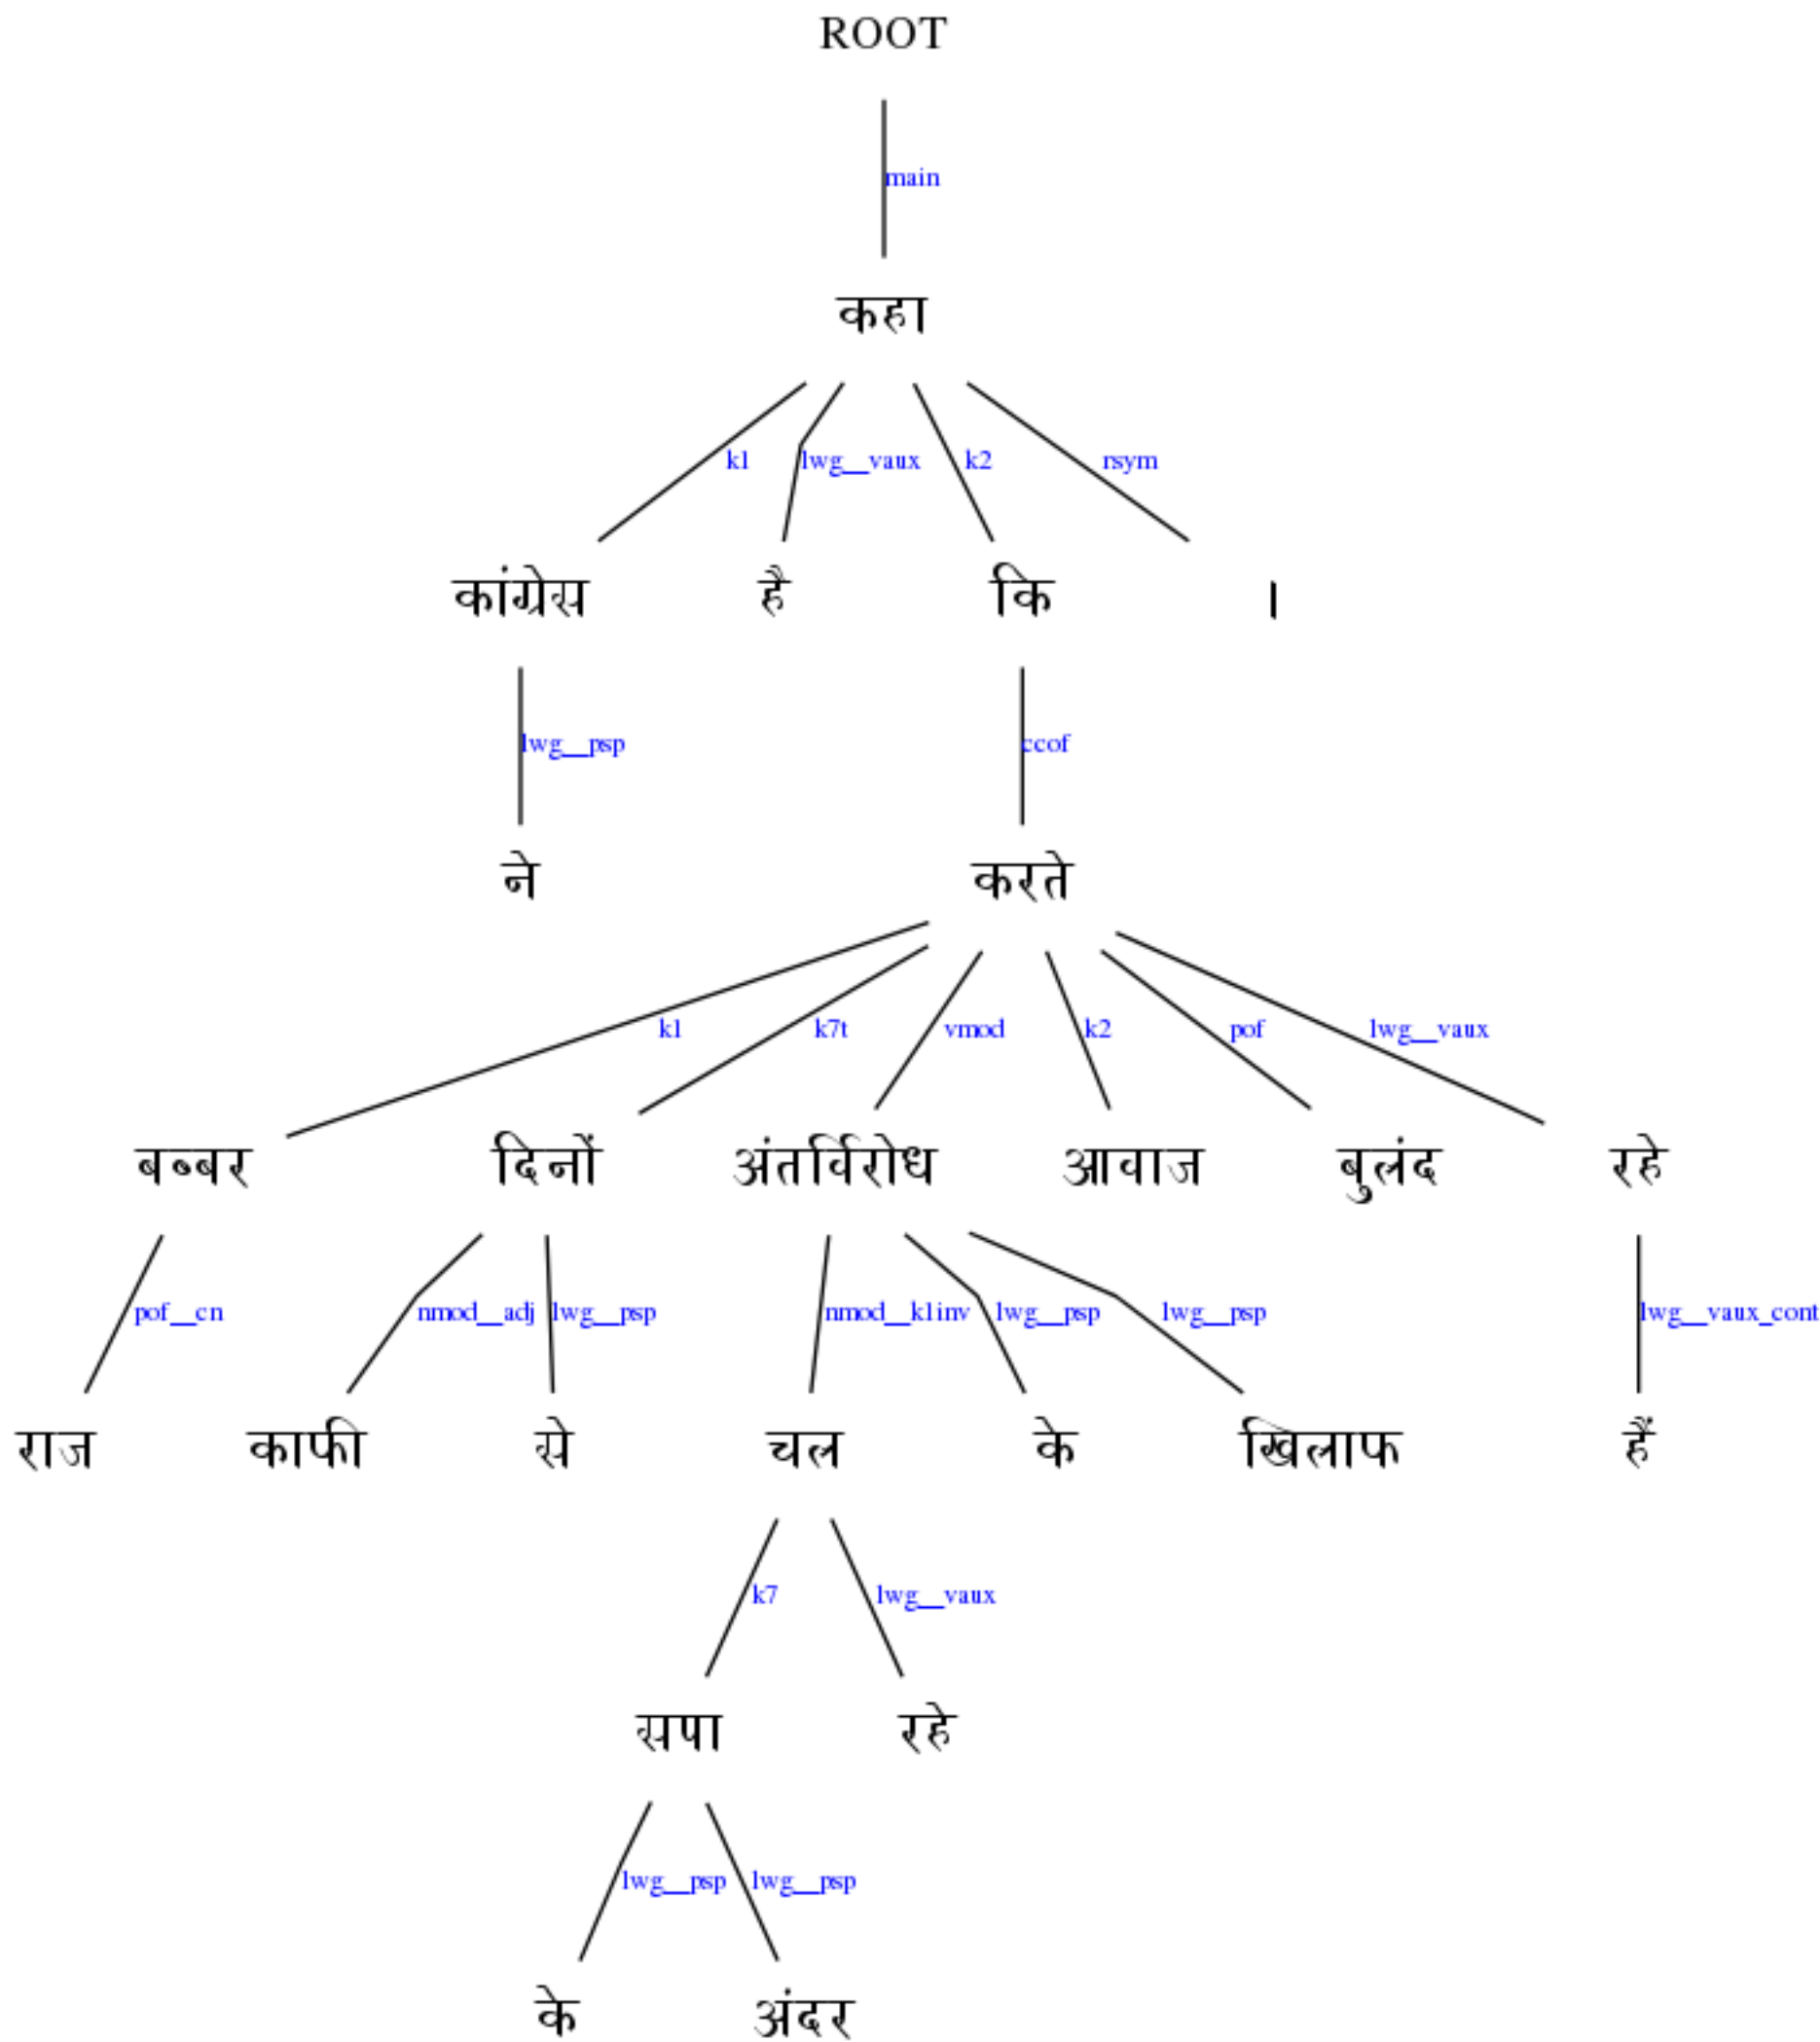 ROOT
main
कहा
k1 lwg__vaux k2 rsym
कांग्रेस है कि ।
lwg__psp ccof
ने करते
k1 k7t vmod k2 pof lwg__vaux
बब्बर दिनों अंतर्विरोध आवाज बुलंद रहे
pof__cn nmod__adj lwg__psp nmod__k1inv lwg__psp lwg__psp lwg__vaux_cont
राज काफी से चल के खिलाफ हैं
k7 lwg__vaux
सपा रहे
lwg__psp lwg__psp
के अंदर